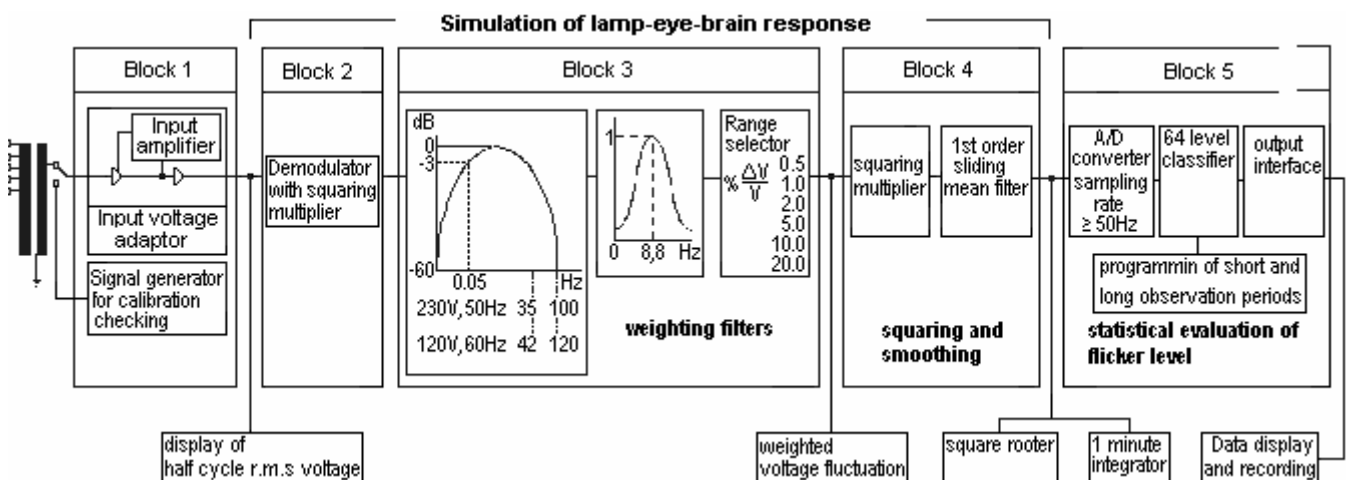 Simulation of lamp-eye-brain response
Block 1
Block 2
Block 3
Block 4
Block 5
Input
amplifier
Input voltage
adaptor
Signal generator
for calibration
checking
Demodulator
with squaring
multiplier
dB
0
-3
-60
0.05
Hz
230V,50Hz 35 100
120V,60Hz 42 120
1
0 8,8 Hz
Range
selector
% ΔV/V
0.5
1.0
2.0
5.0
10.0
20.0
weighting filters
squaring
multiplier
1st order
sliding
mean filter
squaring and
smoothing
A/D
converter
sampling
rate
≥ 50Hz
64 level
classifier
output
interface
programmin of short and
long observation periods
statistical evaluation of
flicker level
display of
half cycle r.m.s voltage
weighted
voltage fluctuation
square rooter
1 minute
integrator
Data display
and recording